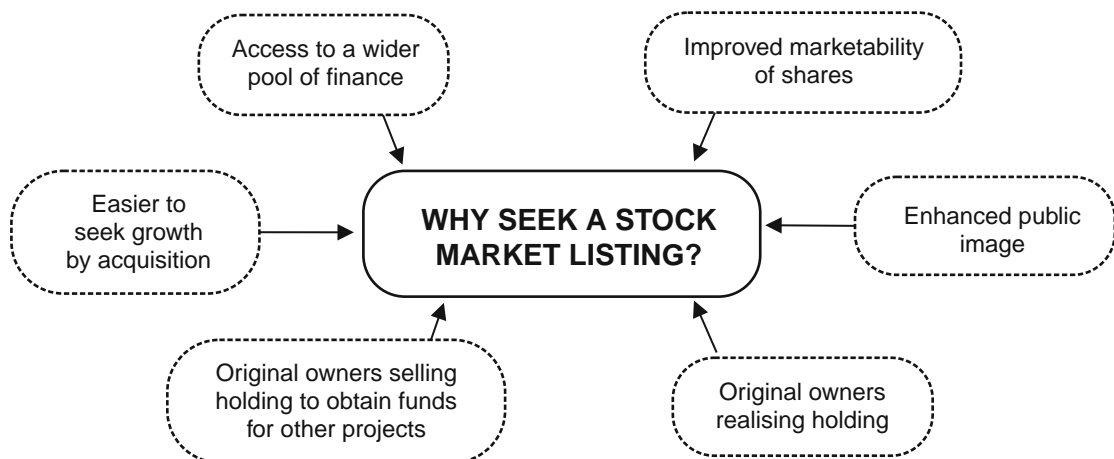 Access to a wider
pool of finance
Improved marketability
of shares
Easier to
seek growth
by acquisition
WHY SEEK A STOCK
MARKET LISTING?
Enhanced public
image
Original owners selling
holding to obtain funds
for other projects
Original owners
realising holding